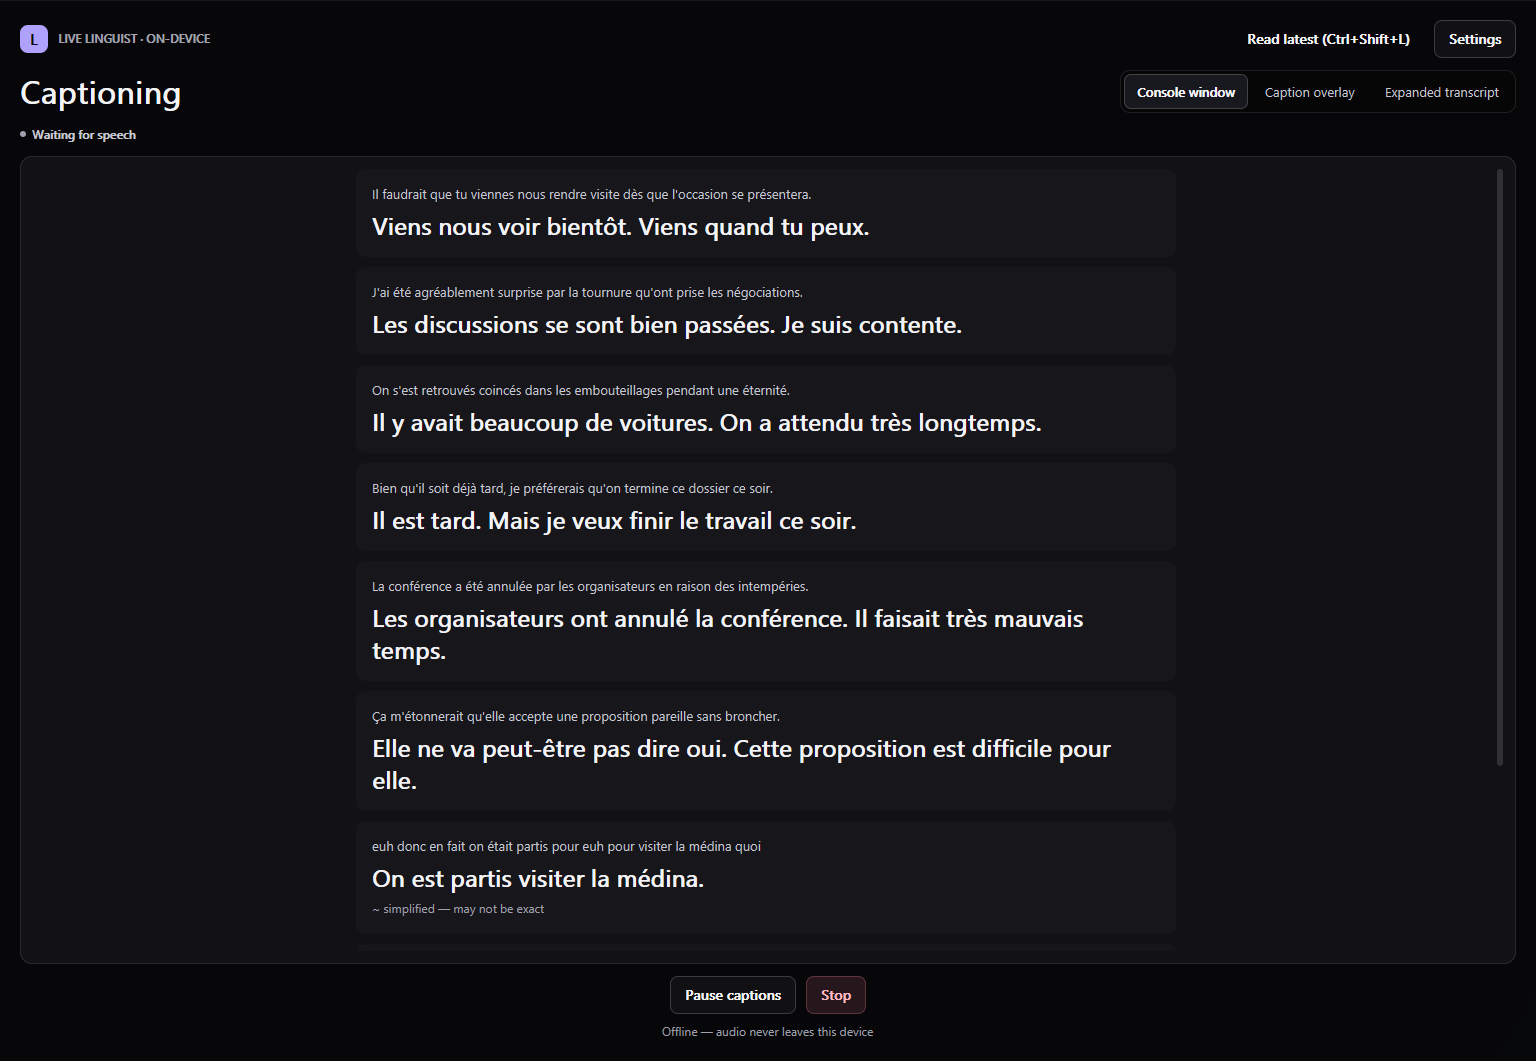 L
LIVE LINGUIST · ON-DEVICE
Read latest (Ctrl+Shift+L)
Settings
Captioning
Console window
Caption overlay
Expanded transcript
Waiting for speech
Il faudrait que tu viennes nous rendre visite dès que l'occasion se présentera.
Viens nous voir bientôt. Viens quand tu peux.
J'ai été agréablement surprise par la tournure qu'ont prise les négociations.
Les discussions se sont bien passées. Je suis contente.
On s'est retrouvés coincés dans les embouteillages pendant une éternité.
Il y avait beaucoup de voitures. On a attendu très longtemps.
Bien qu'il soit déjà tard, je préférerais qu'on termine ce dossier ce soir.
Il est tard. Mais je veux finir le travail ce soir.
La conférence a été annulée par les organisateurs en raison des intempéries.
Les organisateurs ont annulé la conférence. Il faisait très mauvais
temps.
Ça m'étonnerait qu'elle accepte une proposition pareille sans broncher.
Elle ne va peut-être pas dire oui. Cette proposition est difficile pour
elle.
euh donc en fait on était partis pour euh pour visiter la médina quoi
On est partis visiter la médina.
~ simplified — may not be exact
Pause captions
Stop
Offline — audio never leaves this device